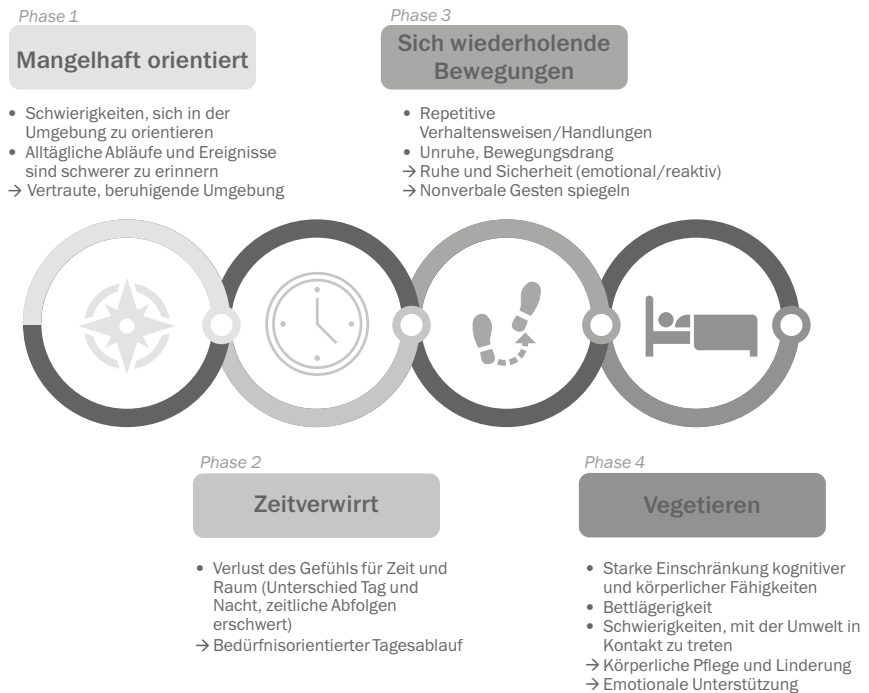 Phase 1
Mangelhaft orientiert
• Schwierigkeiten, sich in der
Umgebung zu orientieren
• Alltägliche Abläufe und Ereignisse
sind schwerer zu erinnern
→ Vertraute, beruhigende Umgebung
Phase 3
Sich wiederholende
Bewegungen
• Repetitive
Verhaltensweisen/Handlungen
• Unruhe, Bewegungsdrang
→ Ruhe und Sicherheit (emotional/reaktiv)
→ Nonverbale Gesten spiegeln
Phase 2
Zeitverwirrt
• Verlust des Gefühls für Zeit und
Raum (Unterschied Tag und
Nacht, zeitliche Abfolgen
erschwert)
→ Bedürfnisorientierter Tagesablauf
Phase 4
Vegetieren
• Starke Einschränkung kognitiver
und körperlicher Fähigkeiten
• Bettlägerigkeit
• Schwierigkeiten, mit der Umwelt in
Kontakt zu treten
→ Körperliche Pflege und Linderung
→ Emotionale Unterstützung